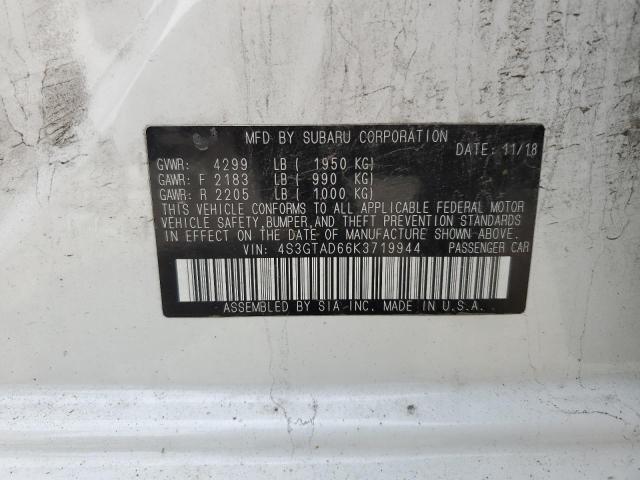 MFD BY SUBARU CORPORATION
DATE: 11/18
GVWR: 4299 LB ( 1950 KG)
GAWR: F 2183 LB ( 990 KG)
GAWR: R 2205 LB ( 1000 KG)
THIS VEHICLE CONFORMS TO ALL APPLICABLE FEDERAL MOTOR
VEHICLE SAFETY, BUMPER, AND THEFT PREVENTION STANDARDS
IN EFFECT ON THE DATE OF MANUFACTURE SHOWN ABOVE.
VIN: 4S3GTAD66K3719944 PASSENGER CAR
ASSEMBLED BY SIA-INC. MADE IN U.S.A.